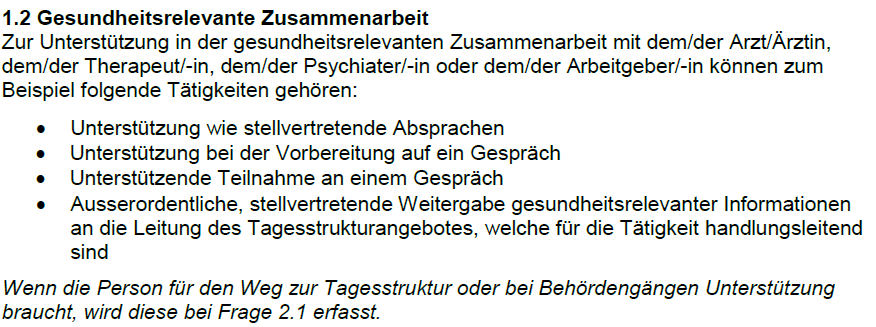 1.2 Gesundheitsrelevante Zusammenarbeit
Zur Unterstützung in der gesundheitsrelevanten Zusammenarbeit mit dem/der Arzt/Ärztin,
dem/der Therapeut/-in, dem/der Psychiater/-in oder dem/der Arbeitgeber/-in können zum
Beispiel folgende Tätigkeiten gehören:
• Unterstützung wie stellvertretende Absprachen
• Unterstützung bei der Vorbereitung auf ein Gespräch
• Unterstützende Teilnahme an einem Gespräch
• Ausserordentliche, stellvertretende Weitergabe gesundheitsrelevanter Informationen
an die Leitung des Tagesstrukturangebotes, welche für die Tätigkeit handlungsleitend
sind
Wenn die Person für den Weg zur Tagesstruktur oder bei Behördengängen Unterstützung
braucht, wird diese bei Frage 2.1 erfasst.